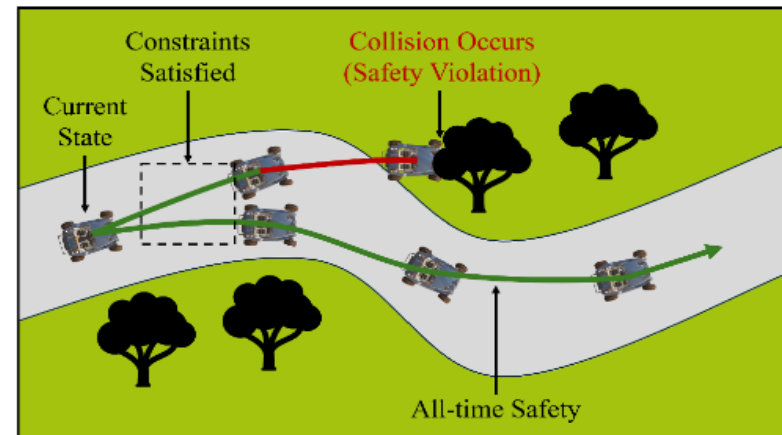 Constraints
Satisfied
Collision Occurs
(Safety Violation)
Current
State
All-time Safety